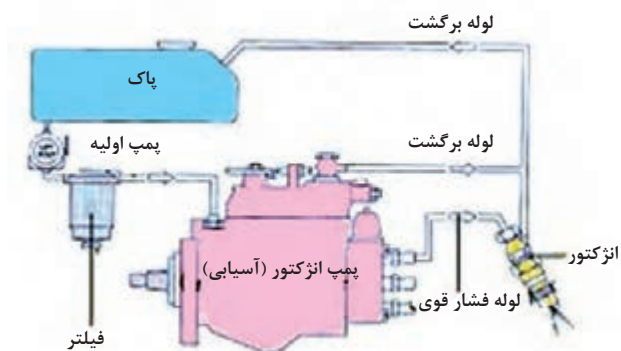 لوله برگشت
پاک
پمپ اولیه
لوله برگشت
انژکتور
پمپ انژکتور (آسیابی)
لوله فشار قوی
فیلتر